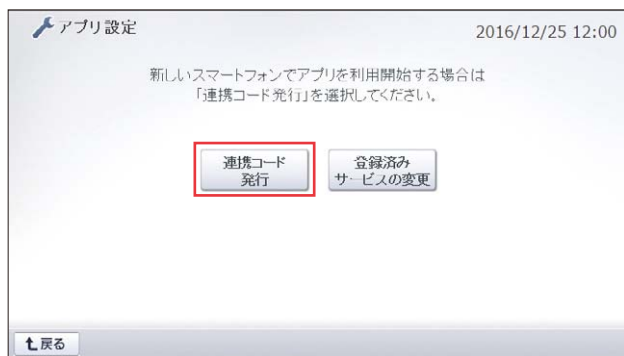 アプリ設定
2016/12/25 12:00
新しいスマートフォンでアプリを利用開始する場合は
「連携コード発行」を選択してください。
連携コード
発行
登録済み
サービスの変更
戻る